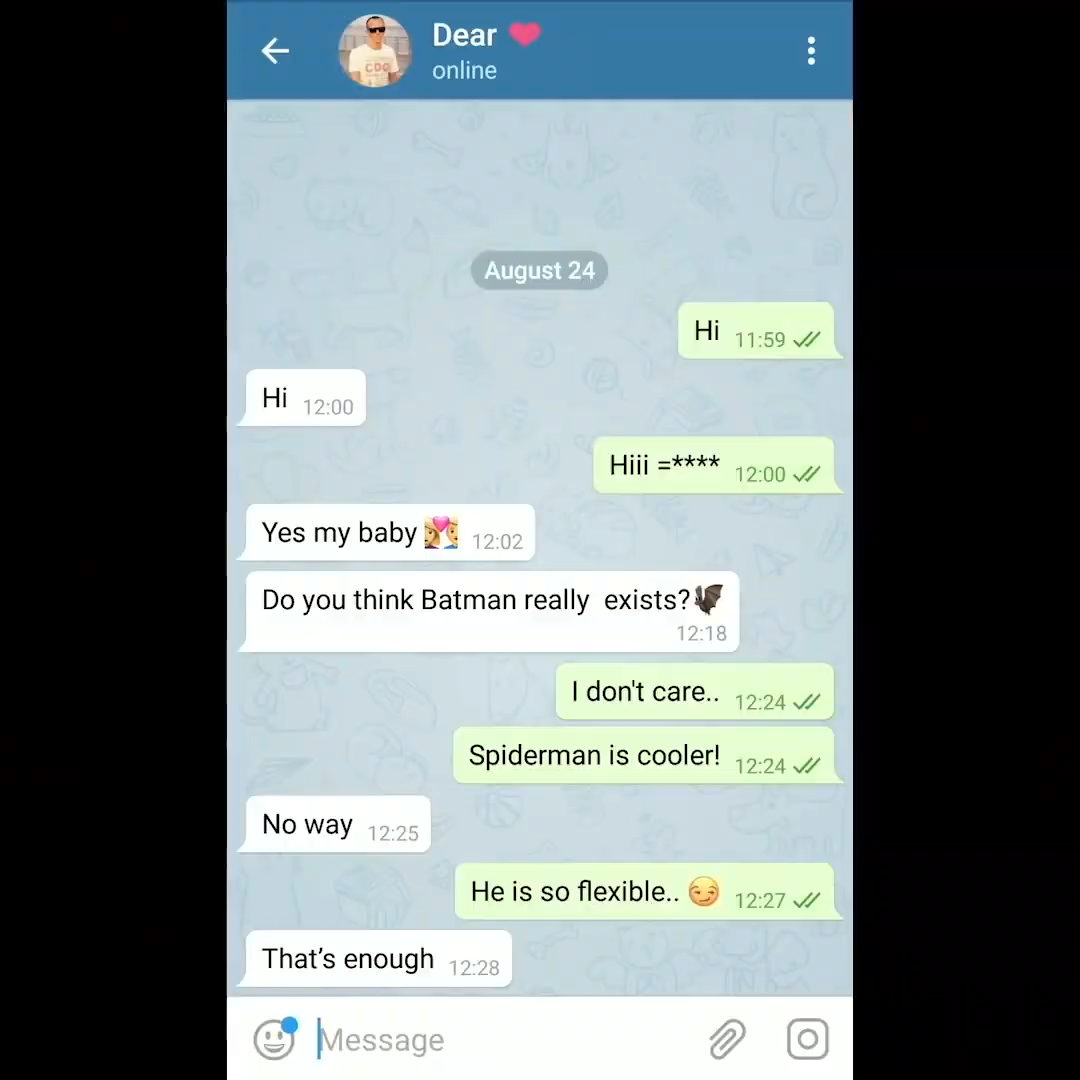 Dear ❤
online
CDG
August 24
Hi 11:59
Hi 12:00
Hiii =**** 12:00
Yes my baby 👩‍❤️‍👨 12:02
Do you think Batman really  exists?🦇
12:18
I don't care.. 12:24
Spiderman is cooler! 12:24
No way 12:25
He is so flexible.. 😏 12:27
That’s enough 12:28
Message